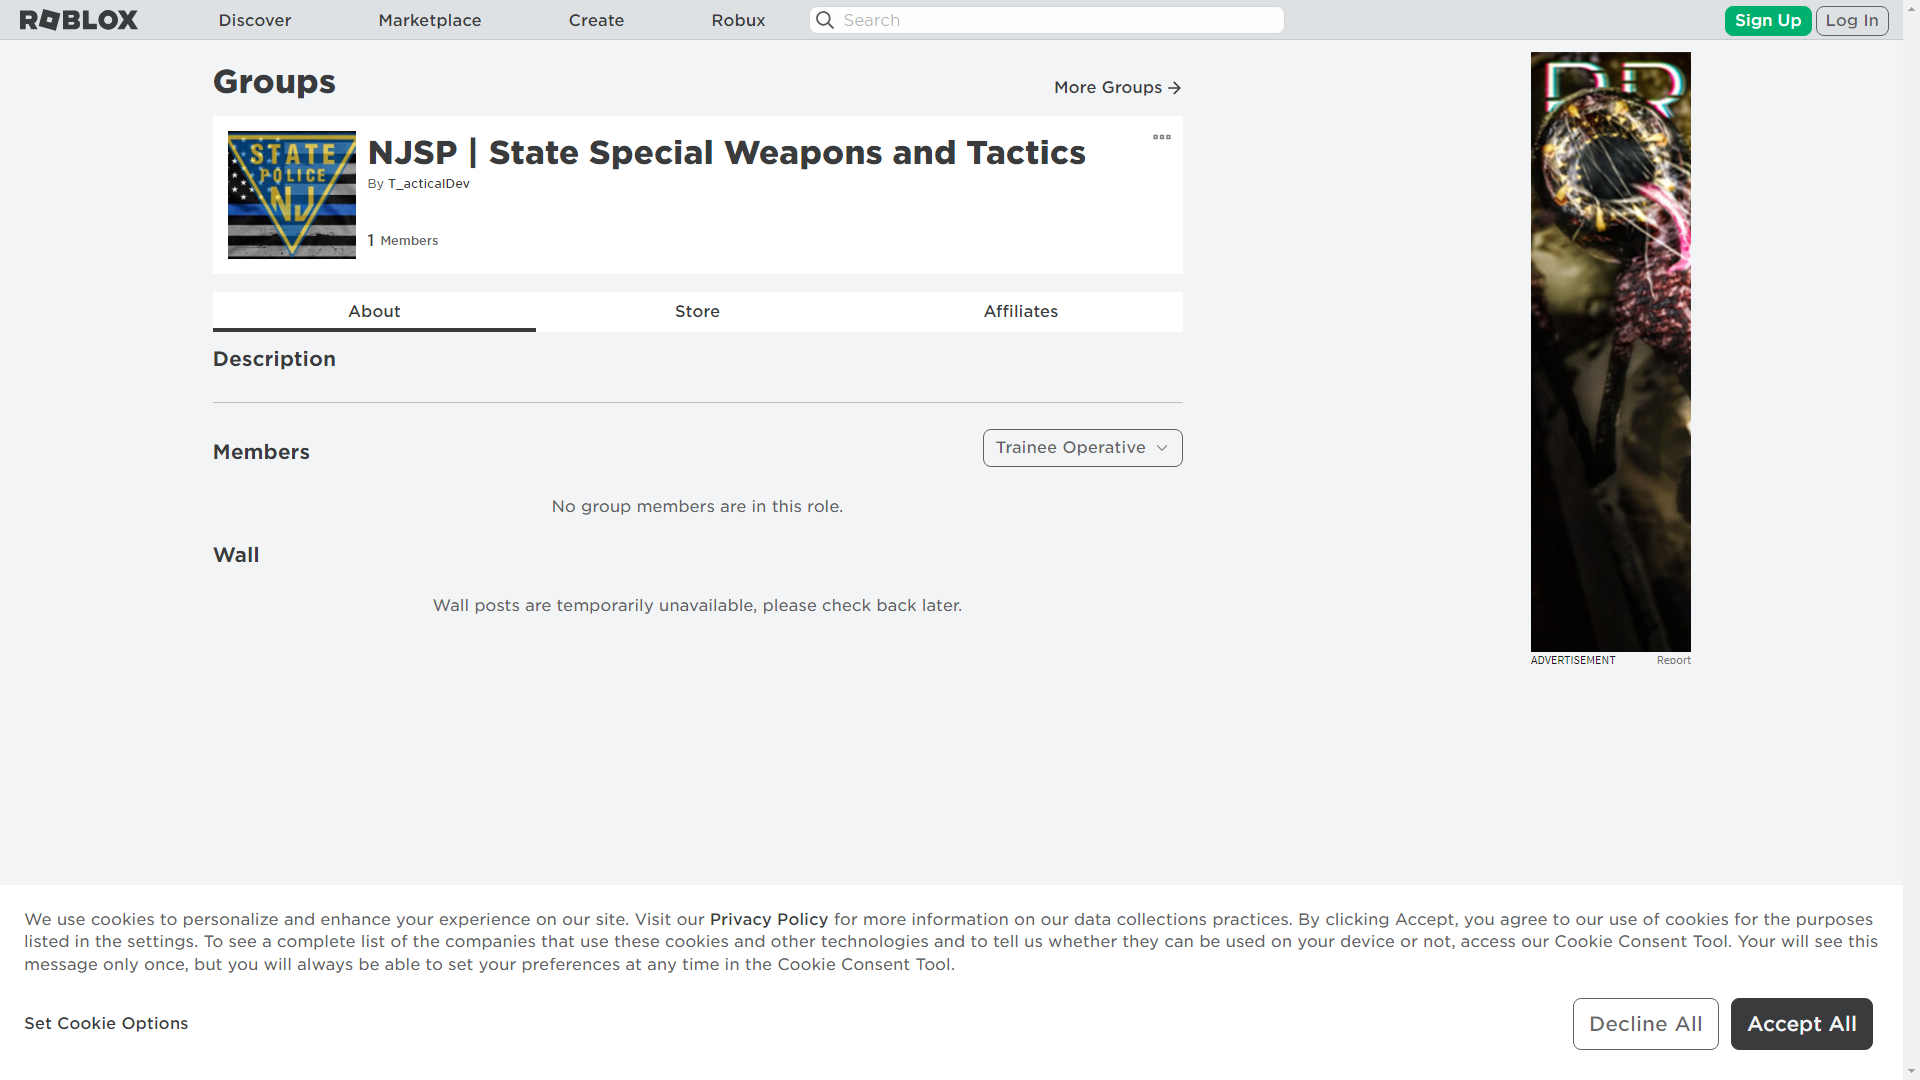 ROBLOX
Discover
Marketplace
Create
Robux
Search
Sign Up
Log In
Groups
More Groups
STATE
POLICE
NJ
NJSP | State Special Weapons and Tactics
By T_acticalDev
1 Members
About
Store
Affiliates
Description
Members
Trainee Operative
No group members are in this role.
Wall
Wall posts are temporarily unavailable, please check back later.
ADVERTISEMENT
Report
We use cookies to personalize and enhance your experience on our site. Visit our Privacy Policy for more information on our data collections practices. By clicking Accept, you agree to our use of cookies for the purposes
listed in the settings. To see a complete list of the companies that use these cookies and other technologies and to tell us whether they can be used on your device or not, access our Cookie Consent Tool. Your will see this
message only once, but you will always be able to set your preferences at any time in the Cookie Consent Tool.
Set Cookie Options
Decline All
Accept All